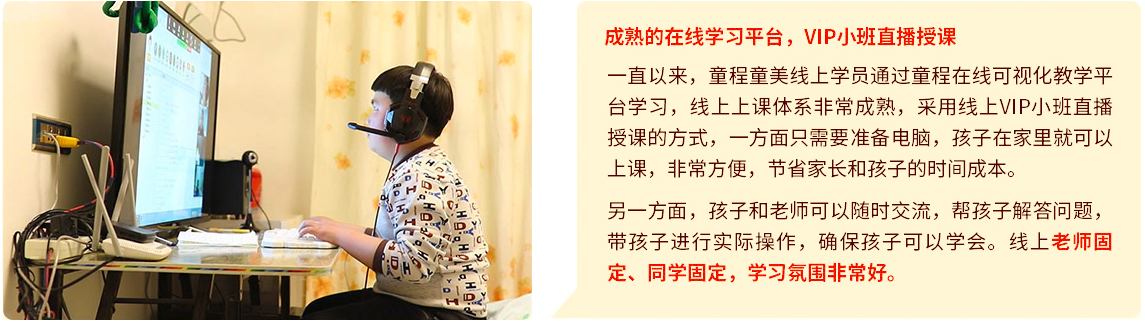 成熟的在线学习平台，VIP小班直播授课
一直以来，童程童美线上学员通过童程在线可视化教学平
台学习，线上上课体系非常成熟，采用线上VIP小班直播
授课的方式，一方面只需要准备电脑，孩子在家里就可以
上课，非常方便，节省家长和孩子的时间成本。
另一方面，孩子和老师可以随时交流，帮孩子解答问题，
带孩子进行实际操作，确保孩子可以学会。线上老师固
定、同学固定，学习氛围非常好。